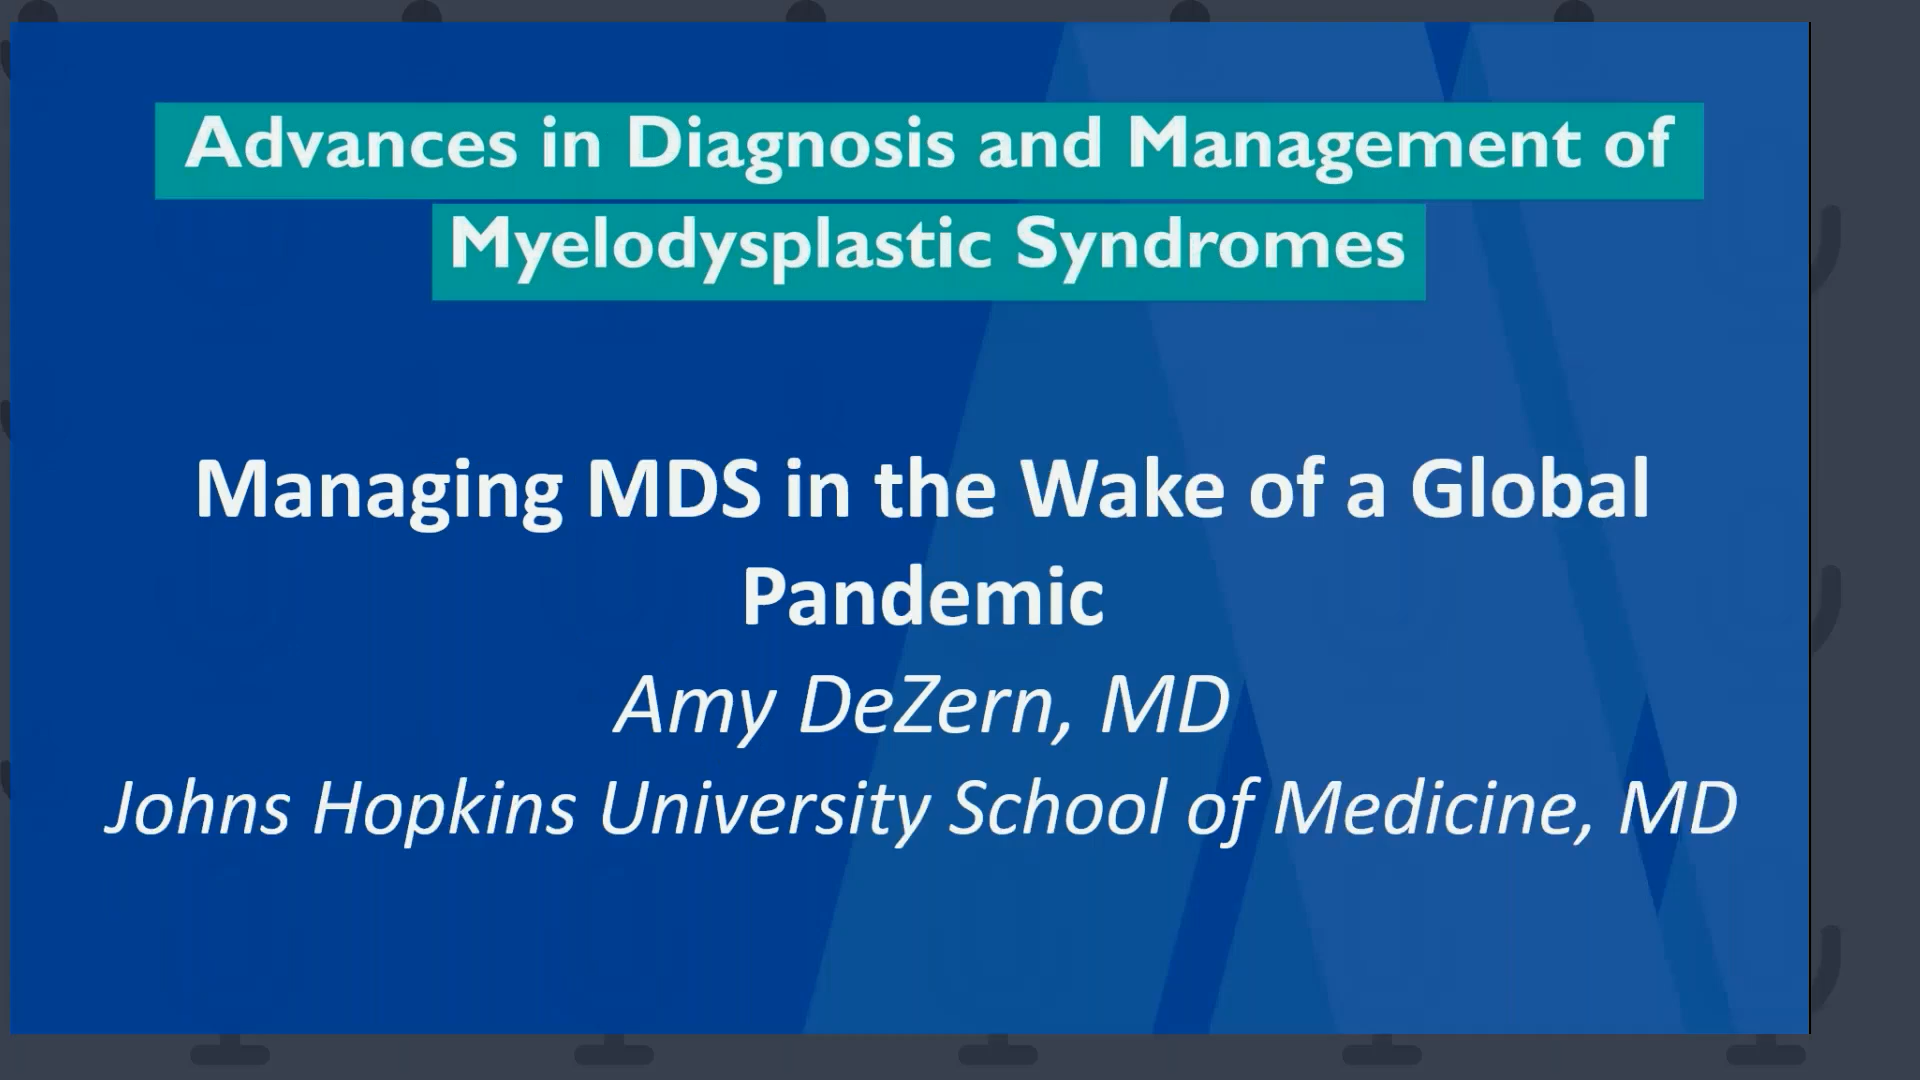 Advances in Diagnosis and Management of
Myelodysplastic Syndromes
Managing MDS in the Wake of a Global
Pandemic
Amy DeZern, MD
Johns Hopkins University School of Medicine, MD